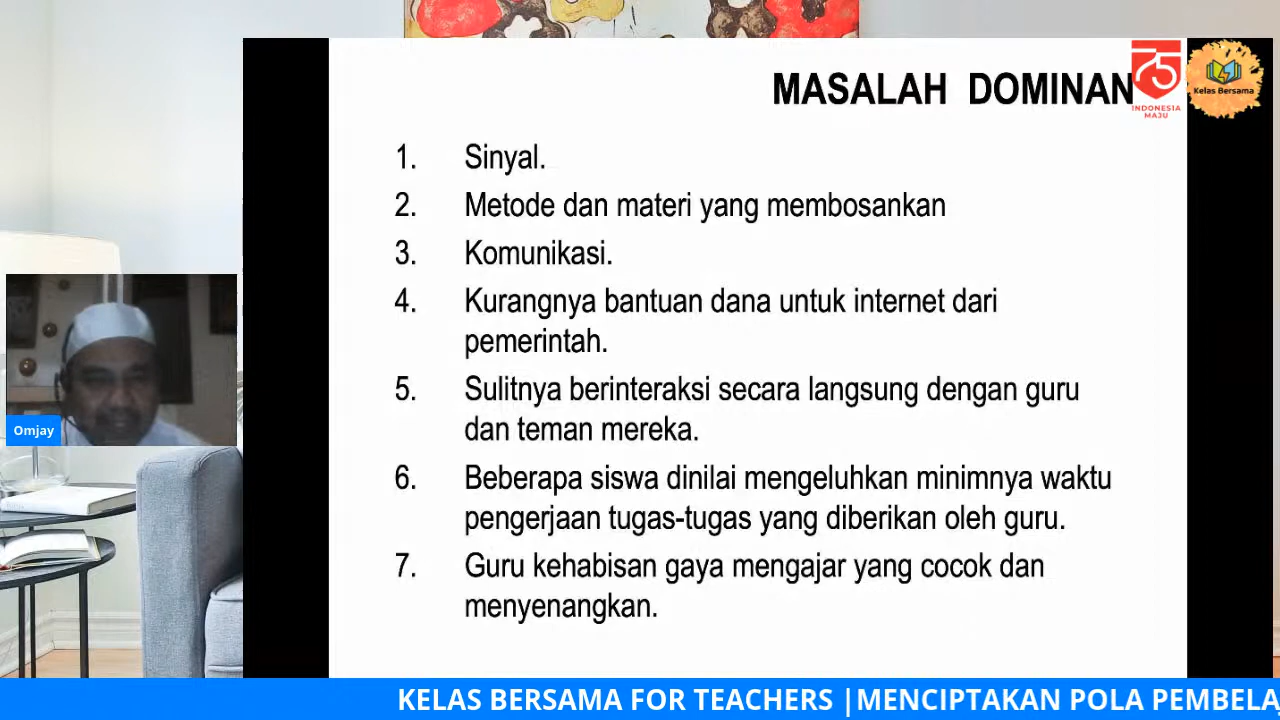 MASALAH DOMINAN
75
INDONESIA
MAJU
Kelas Bersama
1. Sinyal.
2. Metode dan materi yang membosankan
3. Komunikasi.
4. Kurangnya bantuan dana untuk internet dari
pemerintah.
5. Sulitnya berinteraksi secara langsung dengan guru
dan teman mereka.
6. Beberapa siswa dinilai mengeluhkan minimnya waktu
pengerjaan tugas-tugas yang diberikan oleh guru.
7. Guru kehabisan gaya mengajar yang cocok dan
menyenangkan.
Omjay
KELAS BERSAMA FOR TEACHERS |MENCIPTAKAN POLA PEMBELA